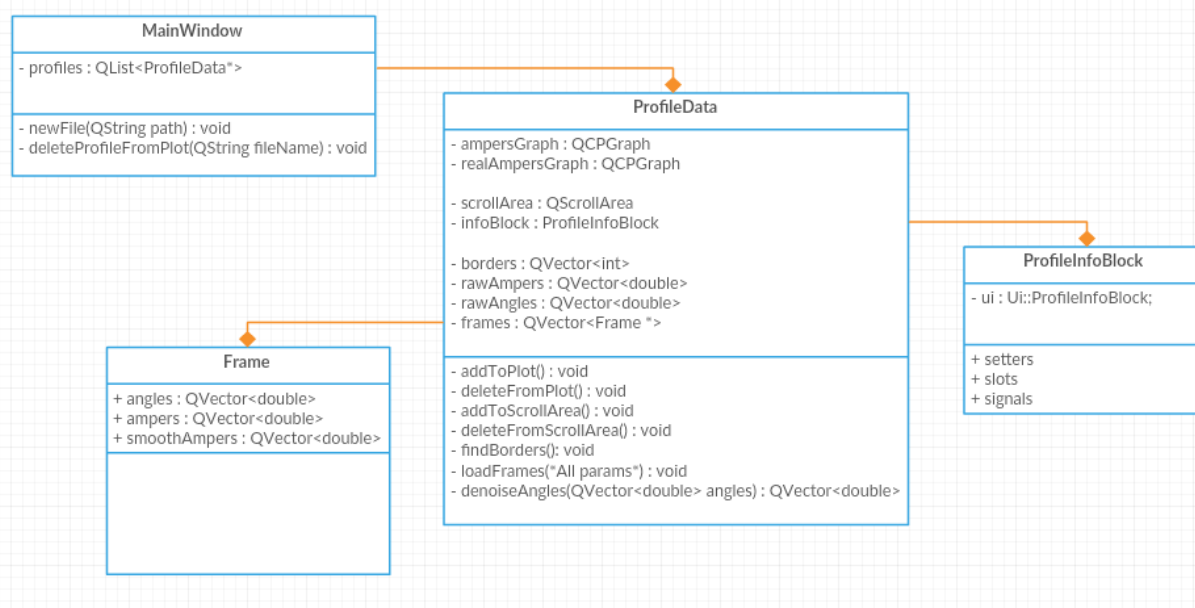 MainWindow
- profiles : QList<ProfileData*>
- newFile(QString path) : void
- deleteProfileFromPlot(QString fileName) : void
ProfileData
- ampersGraph : QCPGraph
- realAmpersGraph : QCPGraph
- scrollArea : QScrollArea
- infoBlock : ProfileInfoBlock
- borders : QVector<int>
- rawAmpers : QVector<double>
- rawAngles : QVector<double>
- frames : QVector<Frame *>
- addToPlot() : void
- deleteFromPlot() : void
- addToScrollArea() : void
- deleteFromScrollArea() : void
- findBorders(): void
- loadFrames(*All params*) : void
- denoiseAngles(QVector<double> angles) : QVector<double>
ProfileInfoBlock
- ui : Ui::ProfileInfoBlock;
+ setters
+ slots
+ signals
Frame
+ angles : QVector<double>
+ ampers : QVector<double>
+ smoothAmpers : QVector<double>